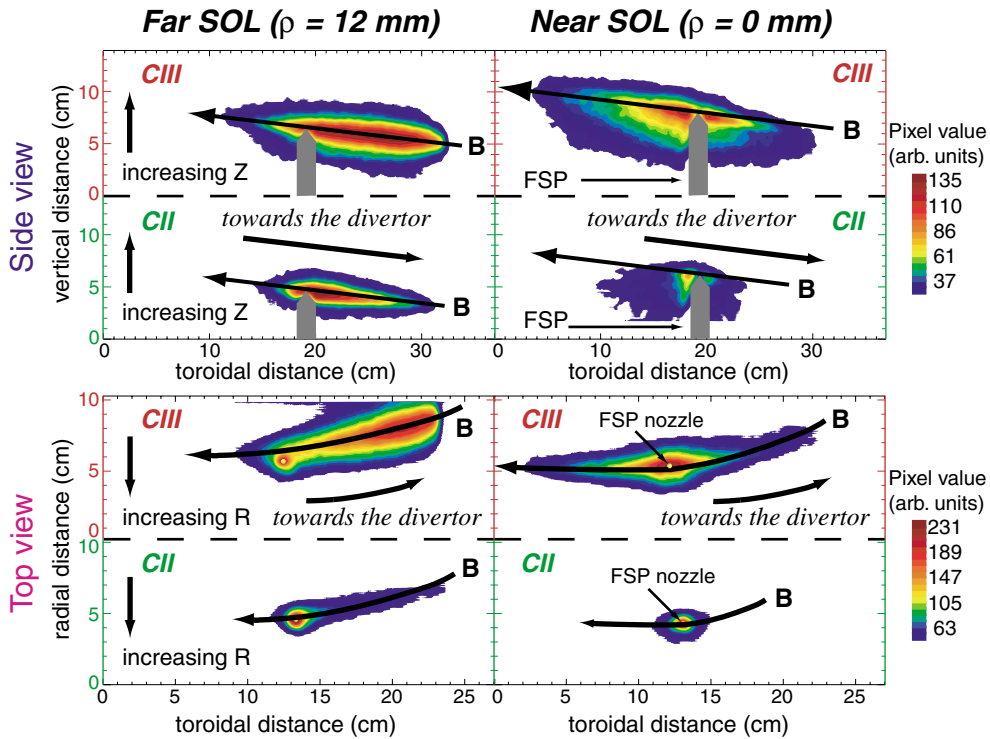 Far SOL (ρ = 12 mm)
Near SOL (ρ = 0 mm)
Side view
vertical distance (cm)
10
5
0
CIII
increasing Z
B
CIII
B
FSP
10
5
0
CII
towards the divertor
increasing Z
B
towards the divertor
CII
B
FSP
0
10
20
30
0
10
20
30
toroidal distance (cm)
toroidal distance (cm)
Pixel value
(arb. units)
135
110
86
61
37
Top view
radial distance (cm)
10
5
0
CIII
B
increasing R
towards the divertor
CIII
FSP nozzle
B
towards the divertor
10
5
0
CII
B
increasing R
CII
FSP nozzle
B
0
5
10
15
20
25
0
5
10
15
20
25
toroidal distance (cm)
toroidal distance (cm)
Pixel value
(arb. units)
231
189
147
105
63